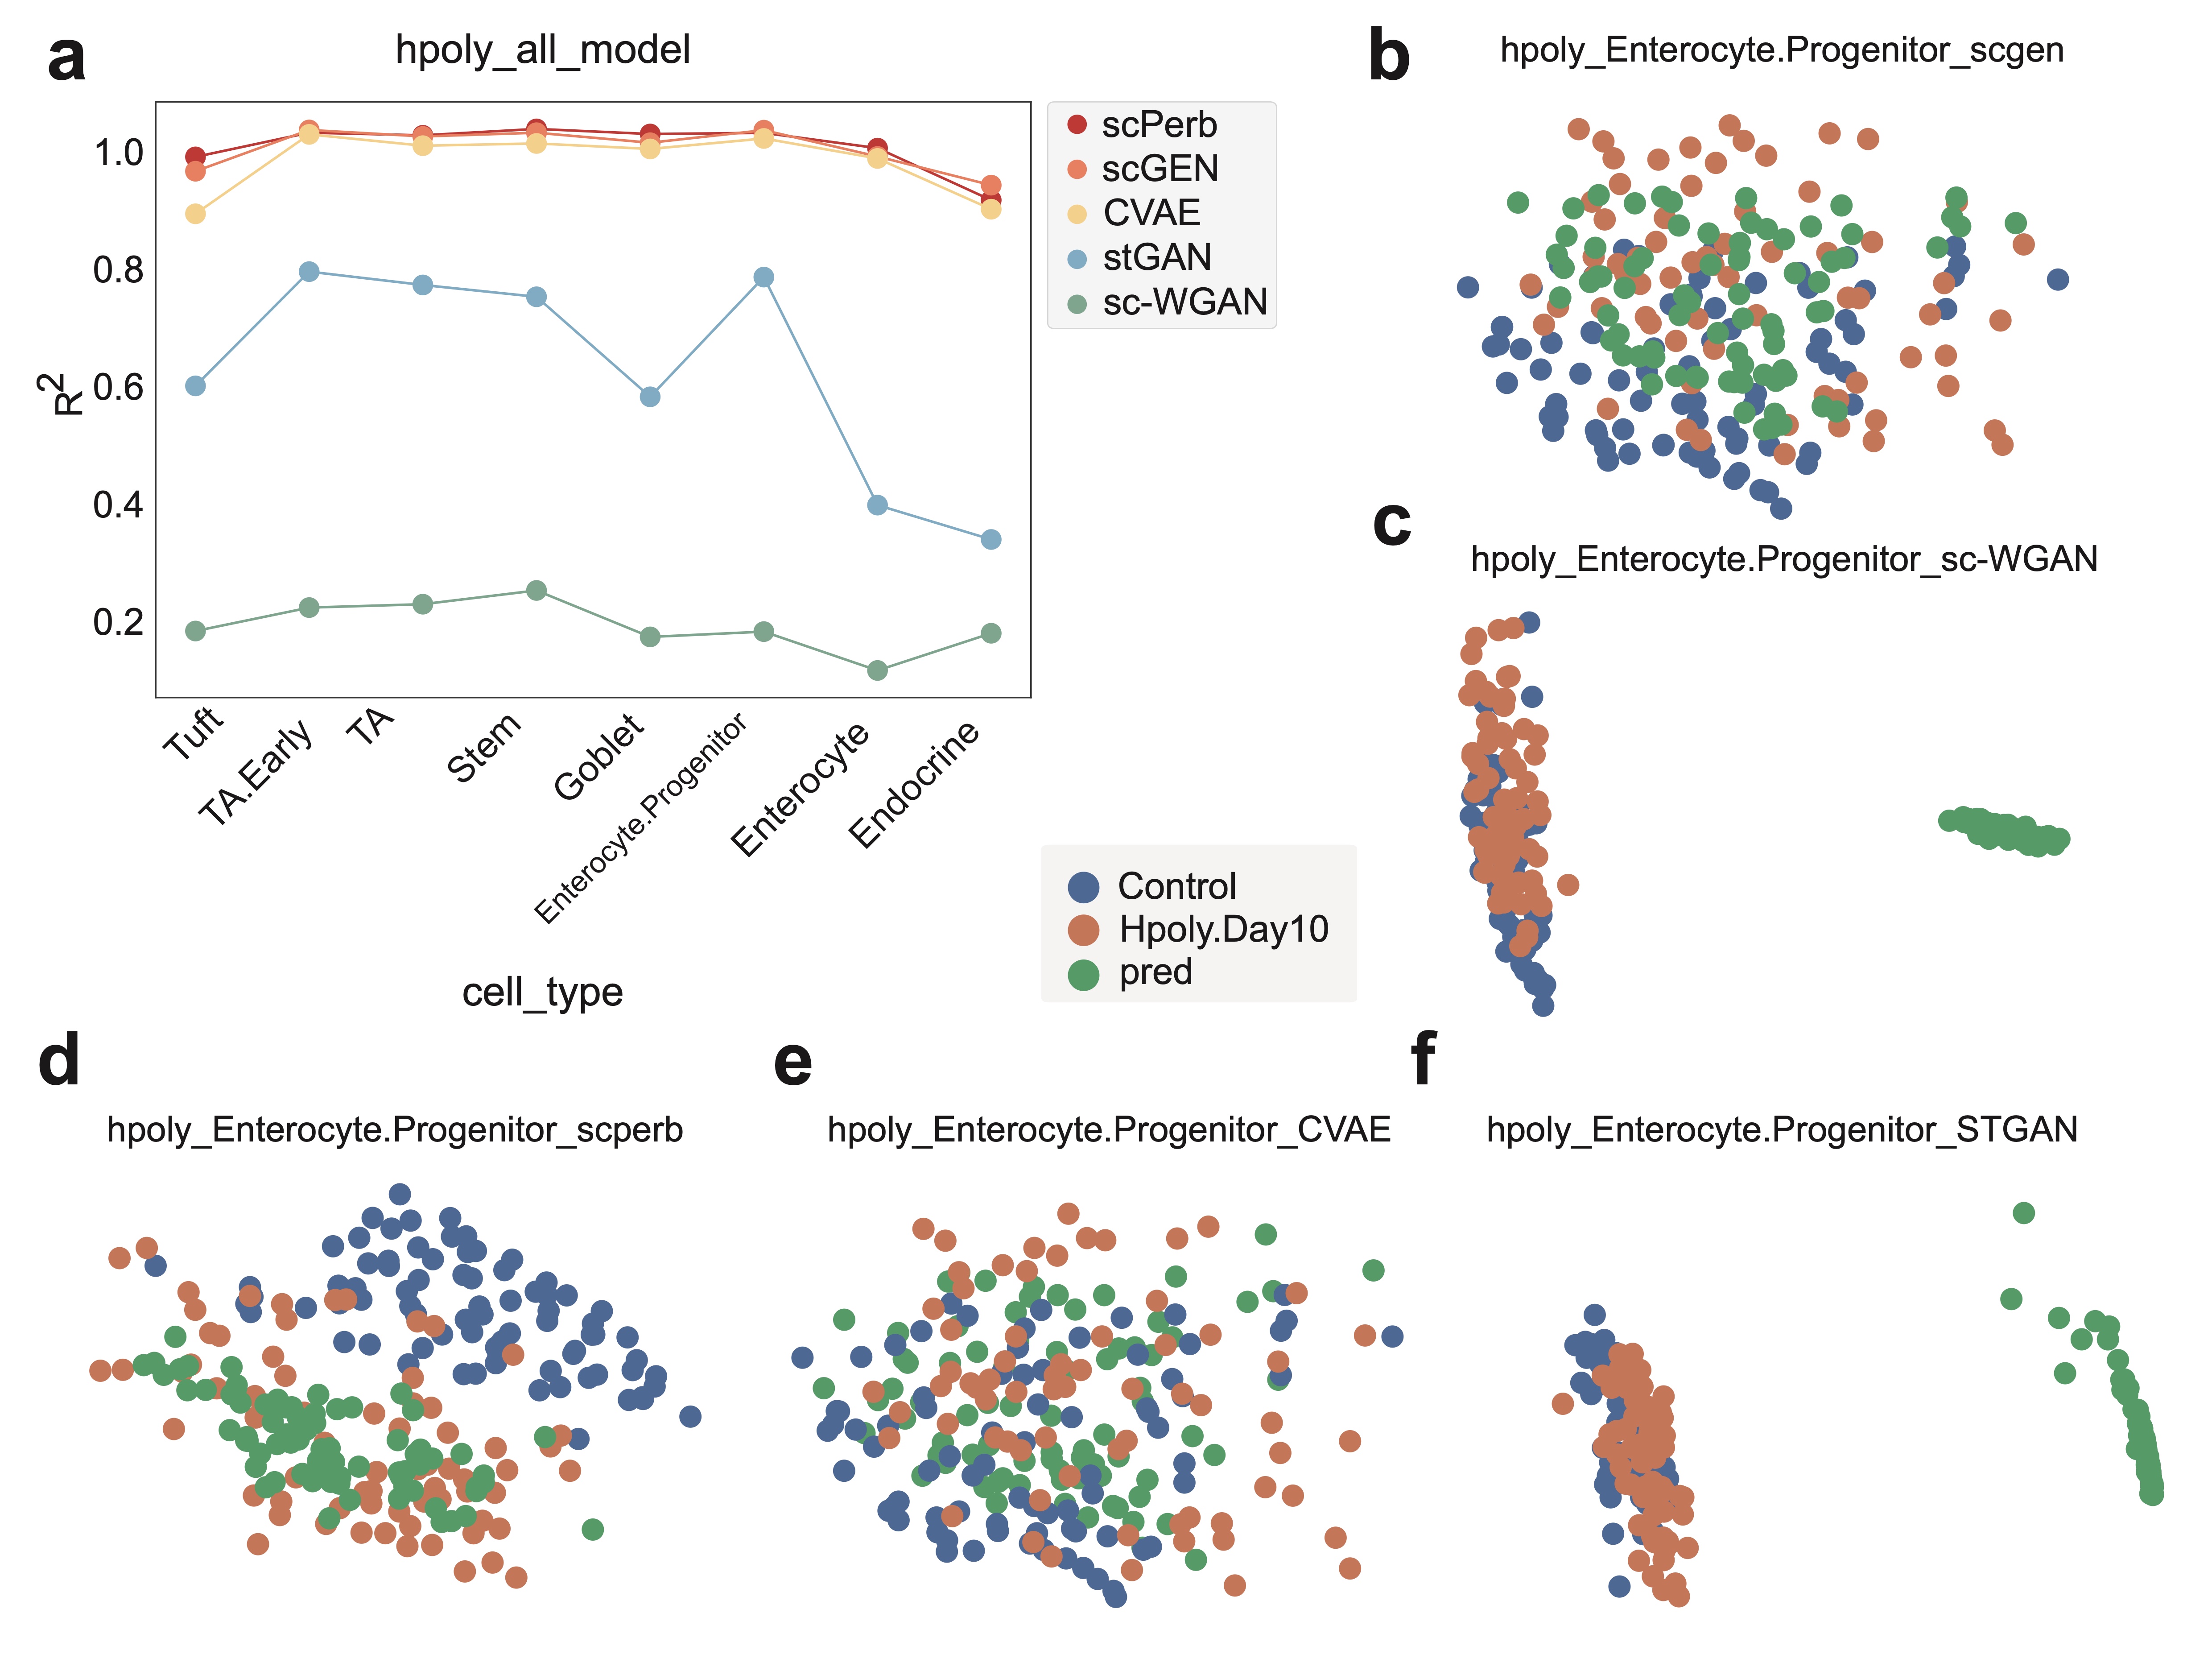 a
hpoly_all_model
R2
1.0
0.8
0.6
0.4
0.2
Tuft
TA.Early
TA
Stem
Goblet
Enterocyte.Progenitor
Enterocyte
Endocrine
cell_type
scPerb
scGEN
CVAE
stGAN
sc-WGAN
b
hpoly_Enterocyte.Progenitor_scgen
c
hpoly_Enterocyte.Progenitor_sc-WGAN
Control
Hpoly.Day10
pred
d
hpoly_Enterocyte.Progenitor_scperb
e
hpoly_Enterocyte.Progenitor_CVAE
f
hpoly_Enterocyte.Progenitor_STGAN